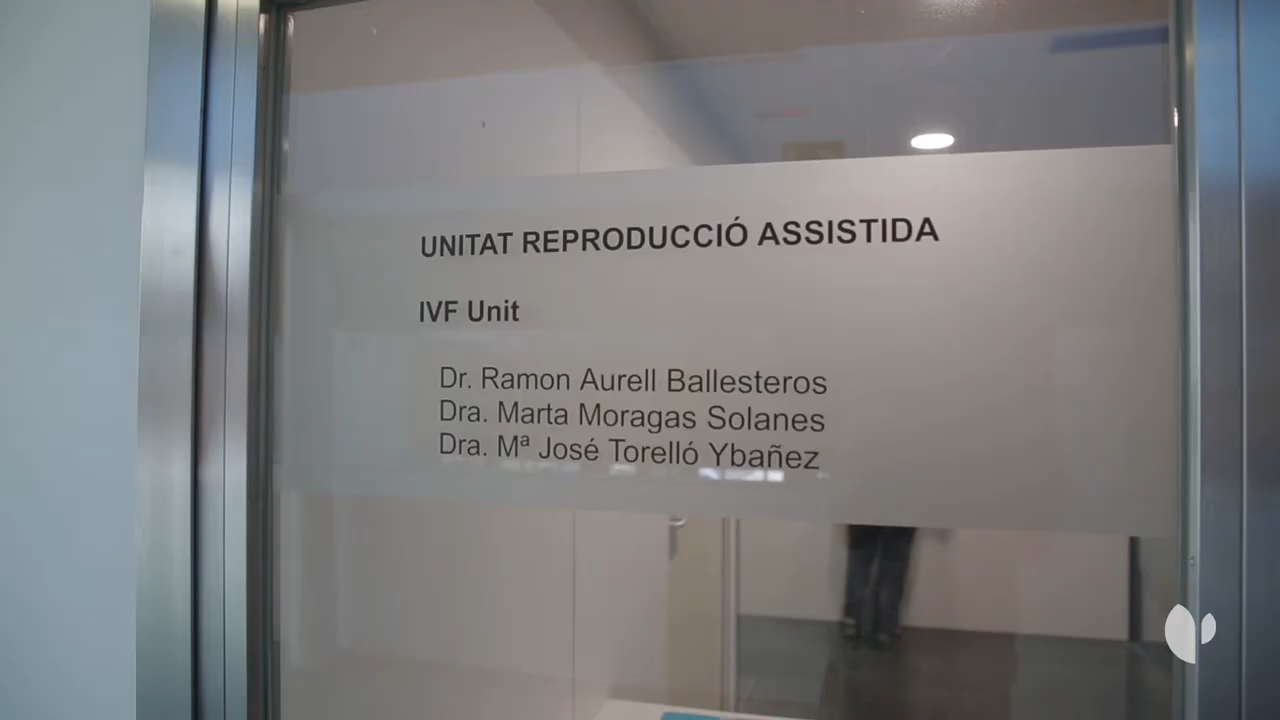 UNITAT REPRODUCCIÓ ASSISTIDA
IVF Unit
Dr. Ramon Aurell Ballesteros
Dra. Marta Moragas Solanes
Dra. Mª José Torelló Ybañez